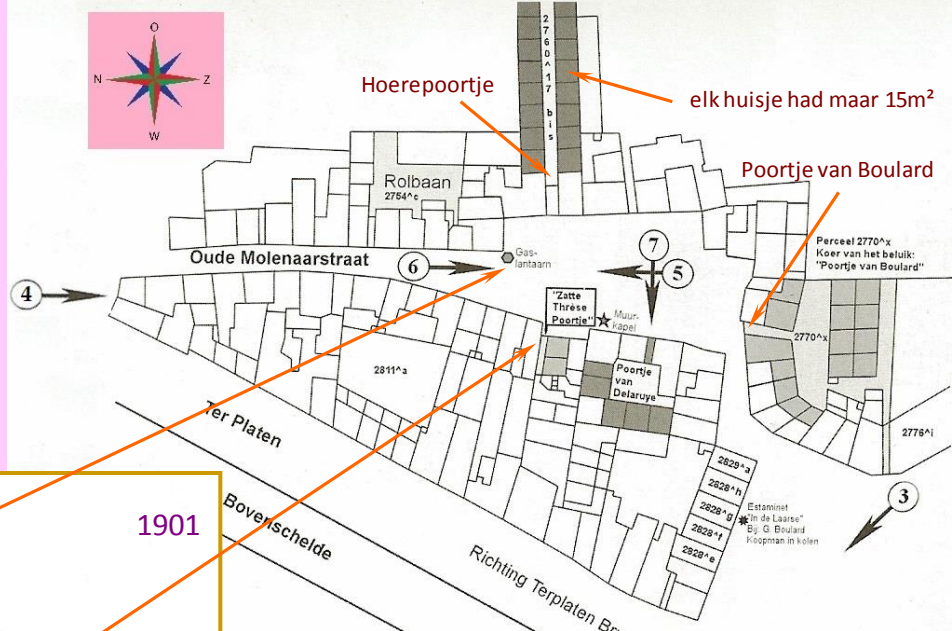 O
N
Z
W
2760^17 bis
Hoerepoortje
elk huisje had maar 15m²
Poortje van Boulard
Rolbaan
2754^c
Perceel 2770^x
Koer van het beluik:
"Poortje van Boulard"
Oude Molenaarstraat
Gas-
lantaarn
6
7
5
4
"Zatte
Thrèse
Poortje"
Muur-
kapel
2770^x
2811^a
Poortje
van
Delaruye
2776^i
Ter Platen
2829^a
2828^h
2828^g
2828^f
2828^e
3
Estaminet
"In de Laarse"
Bij: G. Boulard
Koopman in kolen
1901
Bovenschelde
Richting Terplaten